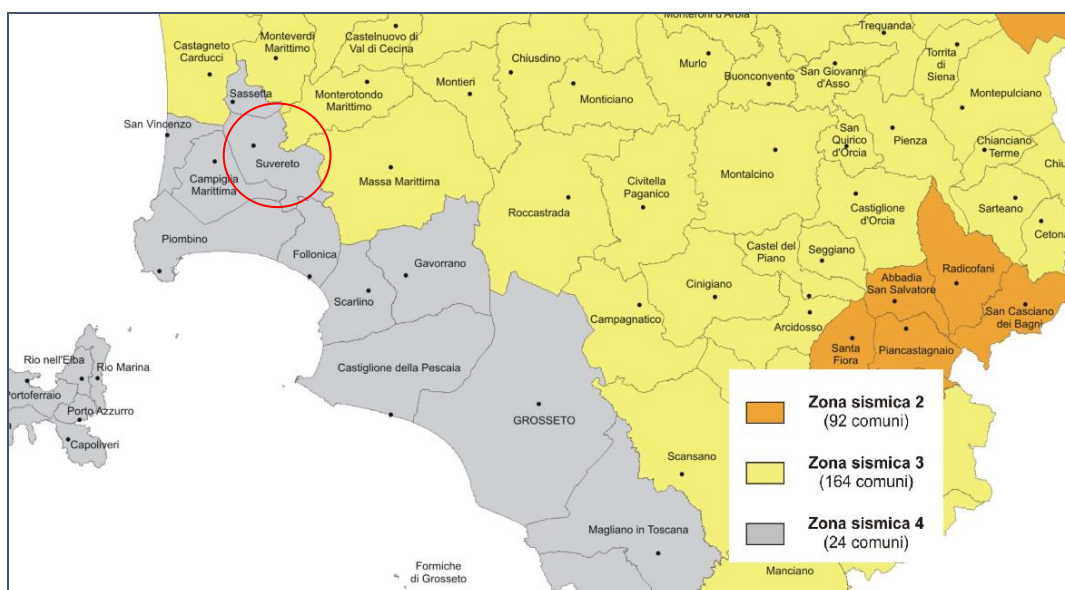 Monteroni d'Arbia
Trequanda
Castagneto
Carducci
Monteverdi
Marittimo
Castelnuovo di
Val di Cecina
Chiusdino
Murlo
Buonconvento
San Giovanni
d'Asso
Torrita
di
Siena
Montepulciano
Sassetta
Monterotondo
Marittimo
Montieri
Monticiano
San Vincenzo
Suvereto
Campiglia
Marittima
Massa Marittima
Roccastrada
Civitella
Paganico
Montalcino
San
Quirico
d'Orcia
Pienza
Chianciano
Terme
Castiglione
d'Orcia
Sarteano
Cetona
Piombino
Follonica
Gavorrano
Scarlino
Castel del
Piano
Seggiano
Cinigiano
Campagnatico
Arcidosso
Abbadia
San Salvatore
Radicofani
San Casciano
dei Bagni
Santa
Fiora
Piancastagnaio
Rio nell'Elba
Rio Marina
Portoferraio
Porto Azzurro
Capoliveri
Castiglione della Pescaia
GROSSETO
Scansano
Magliano in Toscana
Formiche
di Grosseto
Manciano
Zona sismica 2
(92 comuni)
Zona sismica 3
(164 comuni)
Zona sismica 4
(24 comuni)